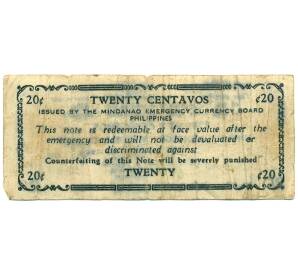 20¢ TWENTY CENTAVOS ¢20
ISSUED BY THE MINDANAO EMERGENCY CURRENCY BOARD
PHILIPPINES
This note is redeemable at face value after the
emergency and will not be devaluated or
discriminated against
Counterfeiting of this Note will be severly punished
20¢ TWENTY ¢20